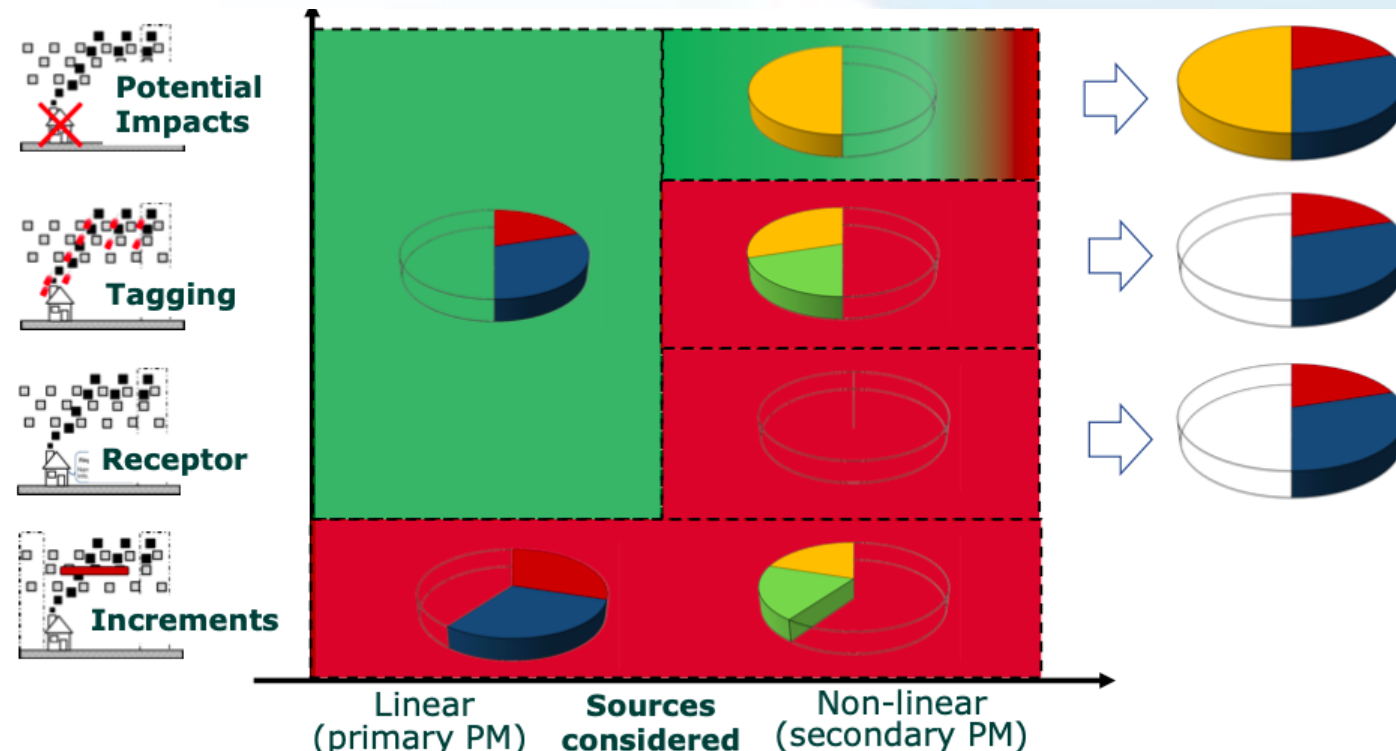 Potential
Impacts
Tagging
Receptor
Increments
Linear
(primary PM)
Sources
considered
Non-linear
(secondary PM)